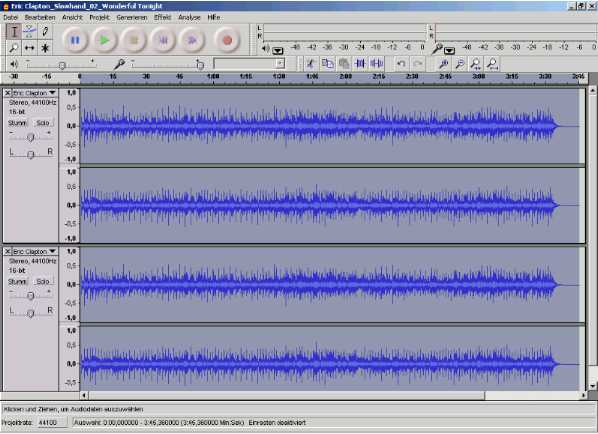 Eric Clapton_Slowhand_02_Wonderful Tonight
Datei Bearbeiten Ansicht Projekt Generieren Effekt Analyse Hilfe
L
R
-48 -42 -36 -30 -24 -18 -12 -6 0
L
R
-48 -42 -36 -30 -24 -18 -12 -6 0
-30 -15 0 15 30 45 1:00 1:15 1:30 1:45 2:00 2:15 2:30 2:45 3:00 3:15 3:30 3:45
Eric Clapton
Stereo, 44100Hz
16-bit
Stumm Solo
- +
L R
1,0
0,5
0,0
-0,5
-1,0
1,0
0,5
0,0
-0,5
-1,0
Eric Clapton
Stereo, 44100Hz
16-bit
Stumm Solo
- +
L R
1,0
0,5
0,0
-0,5
-1,0
1,0
0,5
0,0
-0,5
Klicken und Ziehen, um Audiodaten auszuwählen
Projektrate: 44100 Auswahl: 0:00,000000 - 3:45,360000 (3:45,360000 Min:Sek) Einrasten deaktiviert